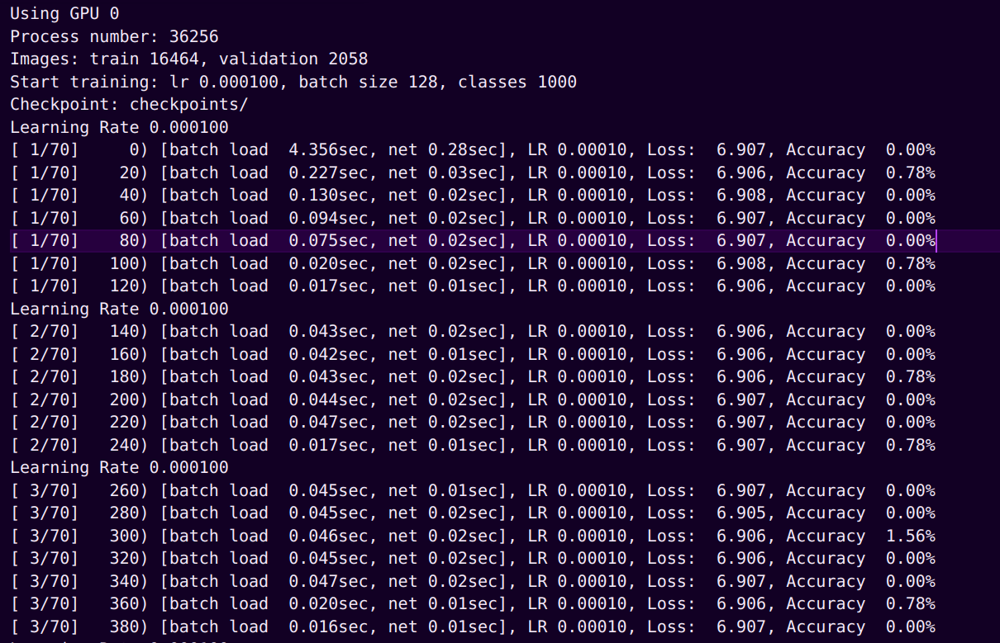 Using GPU 0
Process number: 36256
Images: train 16464, validation 2058
Start training: lr 0.000100, batch size 128, classes 1000
Checkpoint: checkpoints/
Learning Rate 0.000100
[ 1/70]     0) [batch load  4.356sec, net 0.28sec], LR 0.00010, Loss:  6.907, Accuracy  0.00%
[ 1/70]    20) [batch load  0.227sec, net 0.03sec], LR 0.00010, Loss:  6.906, Accuracy  0.78%
[ 1/70]    40) [batch load  0.130sec, net 0.02sec], LR 0.00010, Loss:  6.908, Accuracy  0.00%
[ 1/70]    60) [batch load  0.094sec, net 0.02sec], LR 0.00010, Loss:  6.907, Accuracy  0.00%
[ 1/70]    80) [batch load  0.075sec, net 0.02sec], LR 0.00010, Loss:  6.907, Accuracy  0.00%
[ 1/70]   100) [batch load  0.020sec, net 0.02sec], LR 0.00010, Loss:  6.908, Accuracy  0.78%
[ 1/70]   120) [batch load  0.017sec, net 0.01sec], LR 0.00010, Loss:  6.906, Accuracy  0.00%
Learning Rate 0.000100
[ 2/70]   140) [batch load  0.043sec, net 0.02sec], LR 0.00010, Loss:  6.906, Accuracy  0.00%
[ 2/70]   160) [batch load  0.042sec, net 0.01sec], LR 0.00010, Loss:  6.906, Accuracy  0.00%
[ 2/70]   180) [batch load  0.043sec, net 0.02sec], LR 0.00010, Loss:  6.906, Accuracy  0.78%
[ 2/70]   200) [batch load  0.044sec, net 0.02sec], LR 0.00010, Loss:  6.907, Accuracy  0.00%
[ 2/70]   220) [batch load  0.047sec, net 0.02sec], LR 0.00010, Loss:  6.907, Accuracy  0.00%
[ 2/70]   240) [batch load  0.017sec, net 0.01sec], LR 0.00010, Loss:  6.907, Accuracy  0.78%
Learning Rate 0.000100
[ 3/70]   260) [batch load  0.045sec, net 0.01sec], LR 0.00010, Loss:  6.907, Accuracy  0.00%
[ 3/70]   280) [batch load  0.045sec, net 0.02sec], LR 0.00010, Loss:  6.905, Accuracy  0.00%
[ 3/70]   300) [batch load  0.046sec, net 0.02sec], LR 0.00010, Loss:  6.906, Accuracy  1.56%
[ 3/70]   320) [batch load  0.045sec, net 0.02sec], LR 0.00010, Loss:  6.906, Accuracy  0.00%
[ 3/70]   340) [batch load  0.047sec, net 0.02sec], LR 0.00010, Loss:  6.907, Accuracy  0.00%
[ 3/70]   360) [batch load  0.020sec, net 0.01sec], LR 0.00010, Loss:  6.906, Accuracy  0.78%
[ 3/70]   380) [batch load  0.016sec, net 0.01sec], LR 0.00010, Loss:  6.907, Accuracy  0.00%